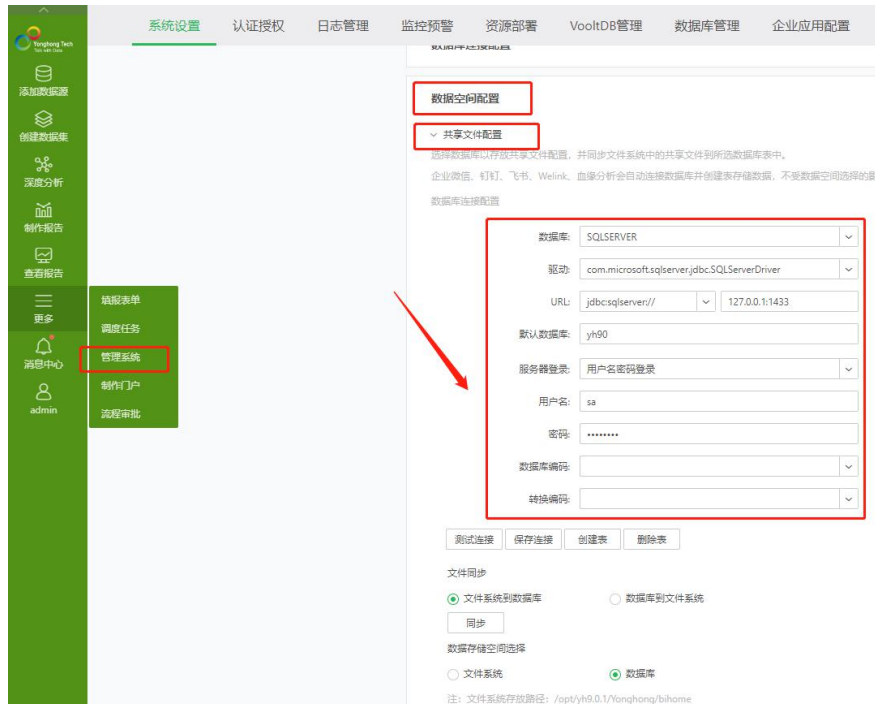 系统设置 认证授权 日志管理 监控预警 资源部署 VooltDB管理 数据库管理 企业应用配置
Yonghong Tech
添加数据源
创建数据集
深度分析
制作报告
查看报告
更多
消息中心
admin
填报表单
调度任务
管理系统
制作门户
流程审批
数据库连接配置
数据空间配置
共享文件配置
选择数据库以存放共享文件配置，并同步文件系统中的共享文件到所选数据库表中。
企业微信、钉钉、飞书、Welink、血缘分析会自动连接数据库并创建表存储数据，不受数据空间选择的
数据库连接配置
数据库: SQLSERVER
驱动: com.microsoft.sqlserver.jdbc.SQLServerDriver
URL: jdbc:sqlserver:// 127.0.0.1:1433
默认数据库: yh90
服务器登录: 用户名密码登录
用户名: sa
密码: ••••••••
数据库编码:
转换编码:
测试连接 保存连接 创建表 删除表
文件同步
文件系统到数据库 数据库到文件系统
同步
数据存储空间选择
文件系统 数据库
注：文件系统存放路径：/opt/yh9.0.1/Yonghong/bihome